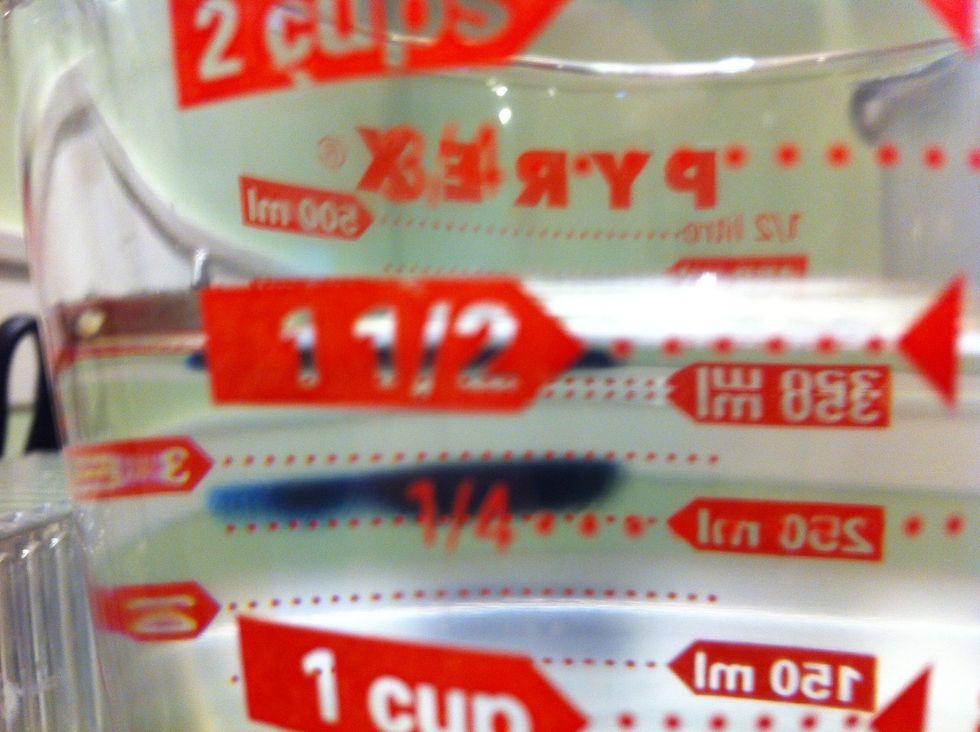 2 cups
PYREX®
500 ml
1/2 litre
1 1/2
350 ml
1/4
250 ml
150 ml
1 cup